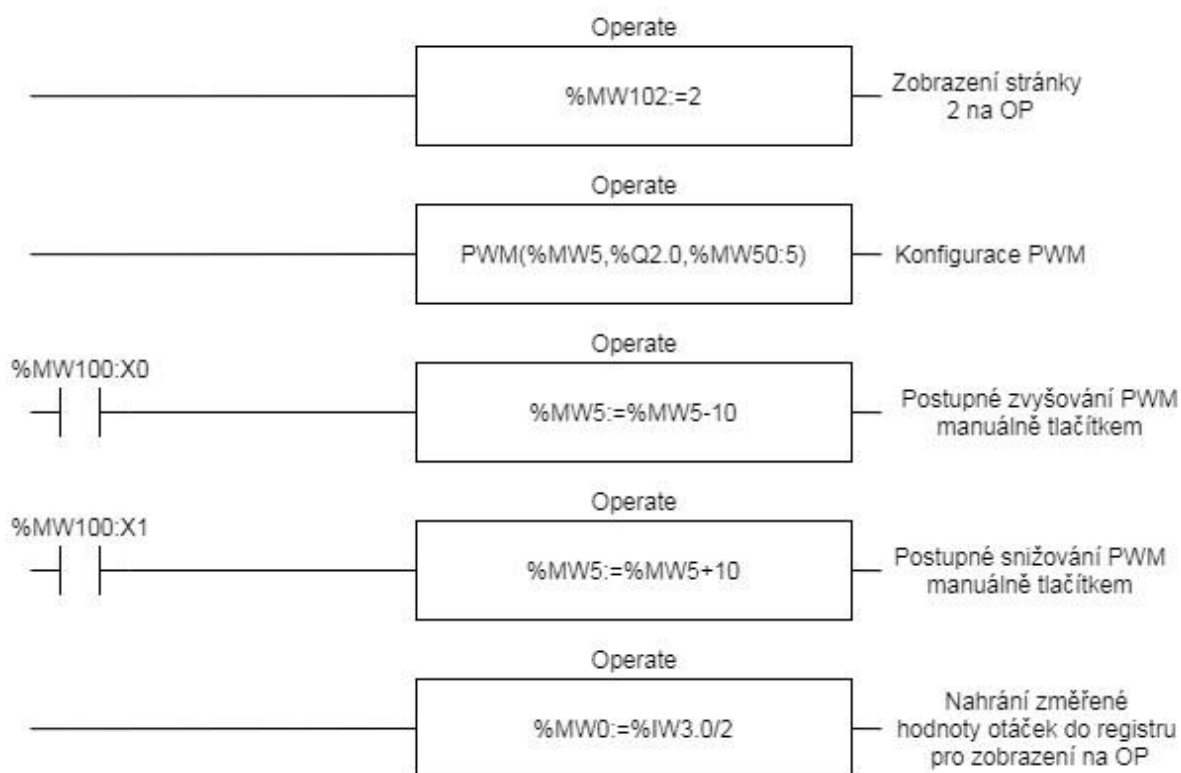 Operate
%MW102:=2
Zobrazení stránky
2 na OP
Operate
PWM(%MW5,%Q2.0,%MW50:5)
Konfigurace PWM
%MW100:X0
Operate
%MW5:=%MW5-10
Postupné zvyšování PWM
manuálně tlačítkem
%MW100:X1
Operate
%MW5:=%MW5+10
Postupné snižování PWM
manuálně tlačítkem
Operate
%MW0:=%IW3.0/2
Nahrání změřené
hodnoty otáček do registru
pro zobrazení na OP